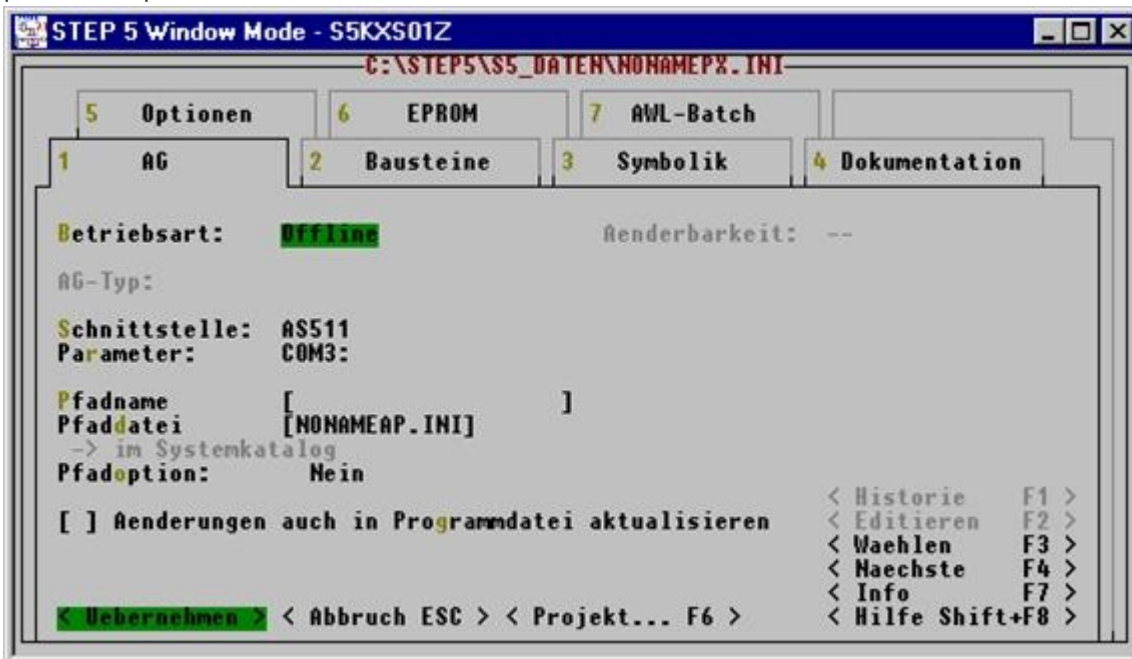 STEP 5 Window Mode - S5KXS01Z
C:\STEP5\S5_DATEN\NONAMEPX.INI
5 Optionen 6 EPROM 7 AWL-Batch
1 AG 2 Bausteine 3 Symbolik 4 Dokumentation
Betriebsart: Offline Aenderbarkeit: --
AG-Typ:
Schnittstelle: AS511
Parameter: COM3:
Pfadname [ ]
Pfaddatei [NONAMEAP.INI]
-> im Systemkatalog
Pfadoption: Nein
< Historie F1 >
[ ] Aenderungen auch in Programmdatei aktualisieren < Editieren F2 >
< Waehlen F3 >
< Naechste F4 >
< Info F7 >
< Uebernehmen > < Abbruch ESC > < Projekt... F6 > < Hilfe Shift+F8 >